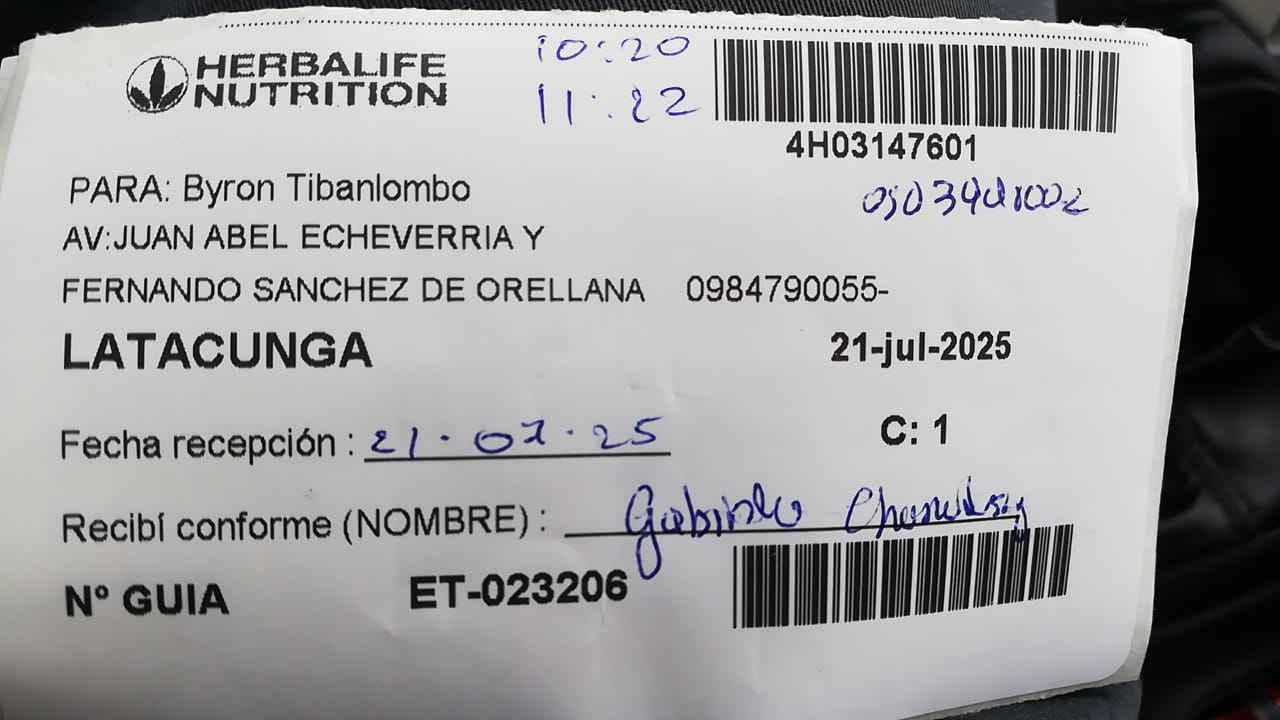 HERBALIFE
NUTRITION
10:20
11:22
4H03147601
PARA: Byron Tibanlombo
AV:JUAN ABEL ECHEVERRIA Y
FERNANDO SANCHEZ DE ORELLANA 0984790055-
LATACUNGA 21-jul-2025
Fecha recepción : 21.07.25 C: 1
Recibí conforme (NOMBRE) :
Nº GUIA ET-023206